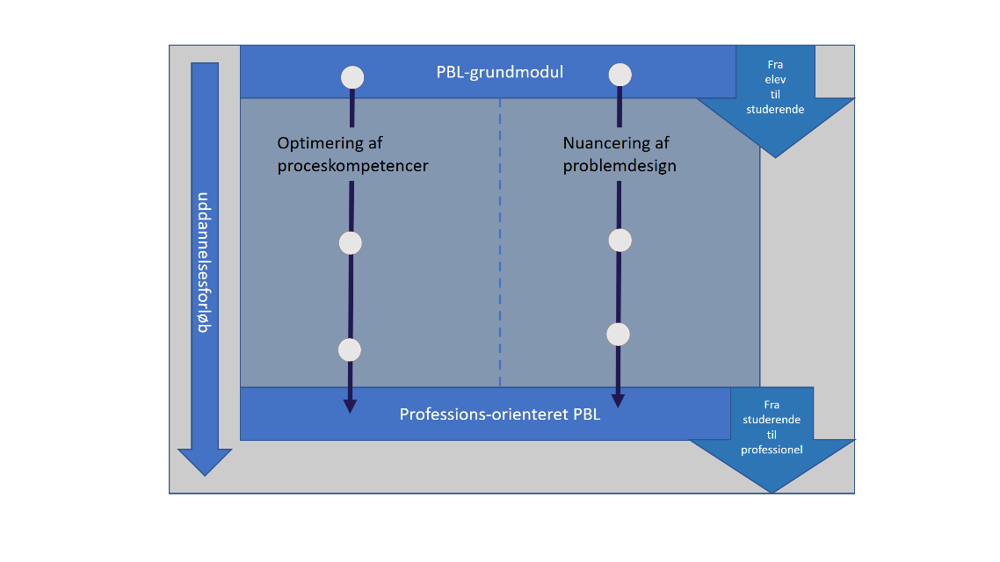 PBL-grundmodul
Fra
elev
til
studerende
Optimering af
proceskompetencer
Nuancering af
problemdesign
uddannelsesforløb
Professions-orienteret PBL
Fra
studerende
til
professionel